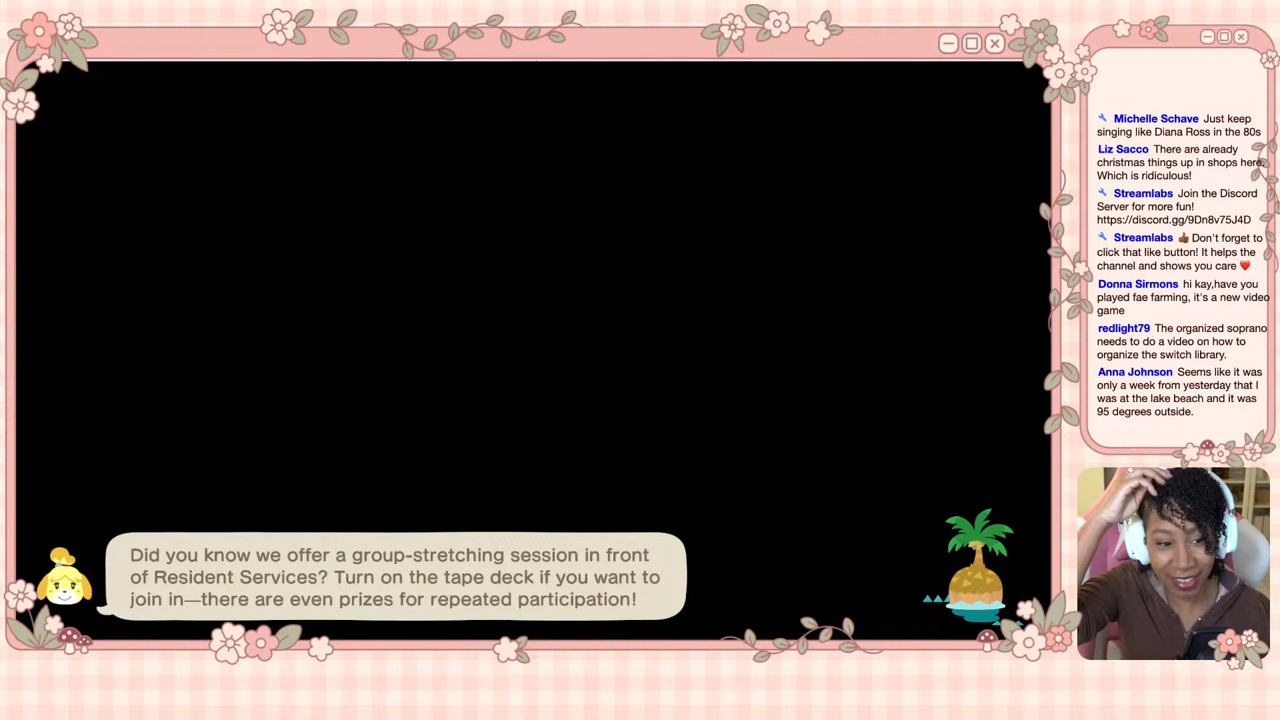 Michelle Schave Just keep
singing like Diana Ross in the 80s
Liz Sacco There are already
christmas things up in shops here.
Which is ridiculous!
Streamlabs Join the Discord
Server for more fun!
https://discord.gg/9Dn8v75J4D
Streamlabs 👍🏾 Don't forget to
click that like button! It helps the
channel and shows you care ❤️
Donna Sirmons hi kay,have you
played fae farming, it's a new video
game
redlight79 The organized soprano
needs to do a video on how to
organize the switch library.
Anna Johnson Seems like it was
only a week from yesterday that I
was at the lake beach and it was
95 degrees outside.
Did you know we offer a group-stretching session in front
of Resident Services? Turn on the tape deck if you want to
join in—there are even prizes for repeated participation!